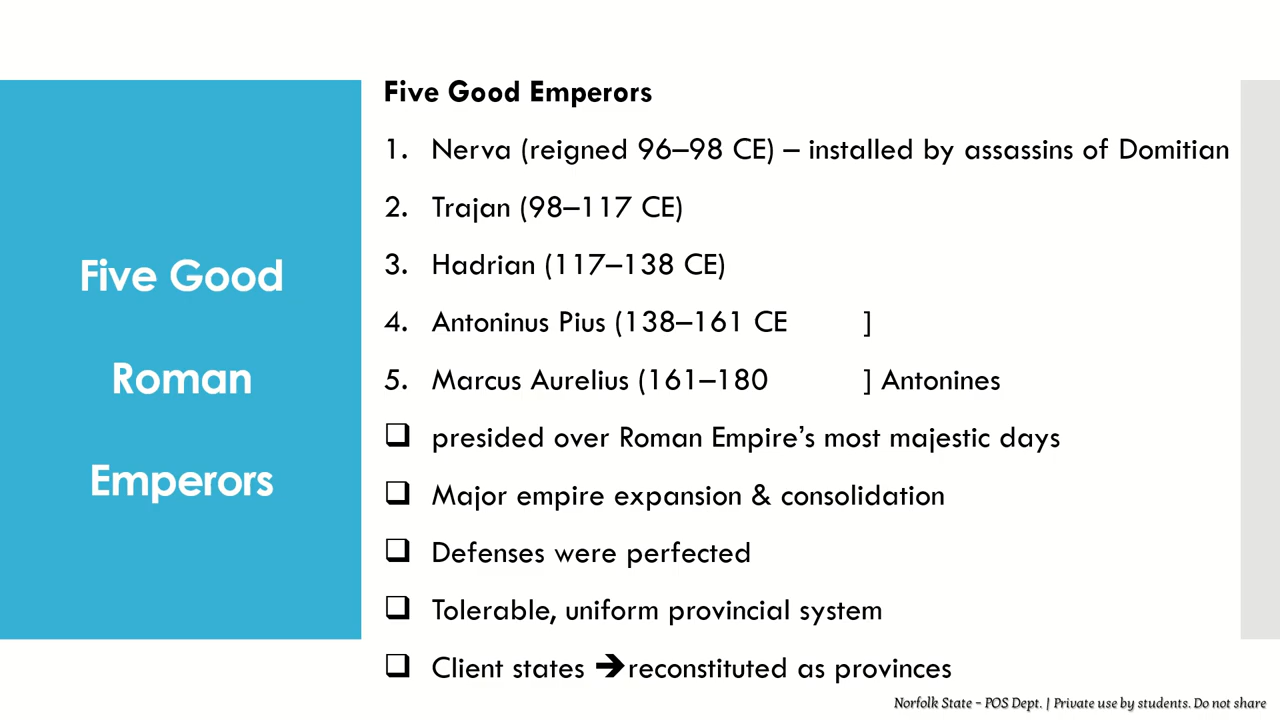 Five Good
Roman
Emperors
Five Good Emperors
1. Nerva (reigned 96–98 CE) – installed by assassins of Domitian
2. Trajan (98–117 CE)
3. Hadrian (117–138 CE)
4. Antoninus Pius (138–161 CE ]
5. Marcus Aurelius (161–180 ] Antonines
❑ presided over Roman Empire’s most majestic days
❑ Major empire expansion & consolidation
❑ Defenses were perfected
❑ Tolerable, uniform provincial system
❑ Client states ➔reconstituted as provinces
Norfolk State – POS Dept. | Private use by students. Do not share